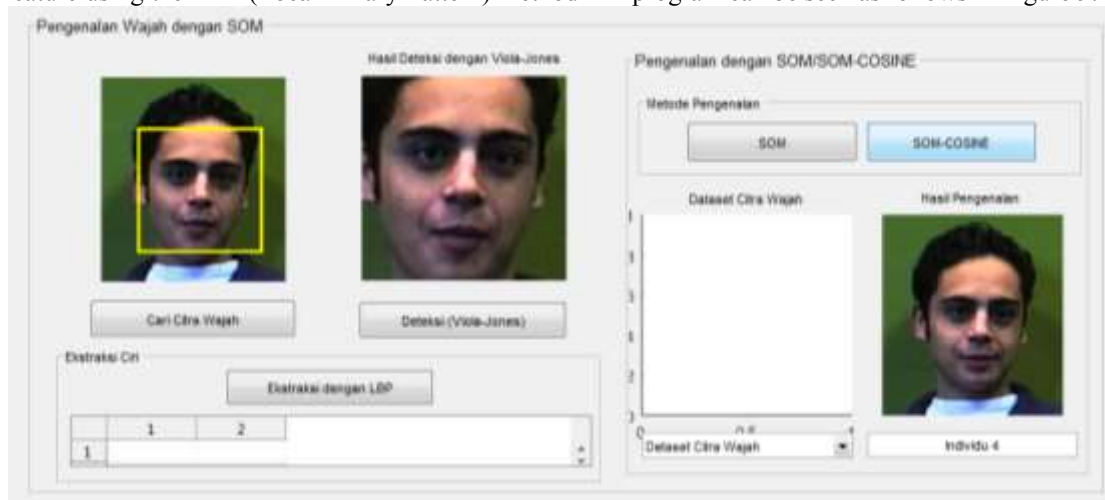 Pengenalan Wajah dengan SOM
Hasil Deteksi dengan Viola-Jones
Cari Citra Wajah
Deteksi (Viola-Jones)
Ekstraksi Ciri
Ekstraksi dengan LBP
1 2
1
Pengenalan dengan SOM/SOM-COSINE
Metode Pengenalan
SOM
SOM-COSINE
Dataset Citra Wajah
Hasil Pengenalan
0
Dataset Citra Wajah
Individu 4